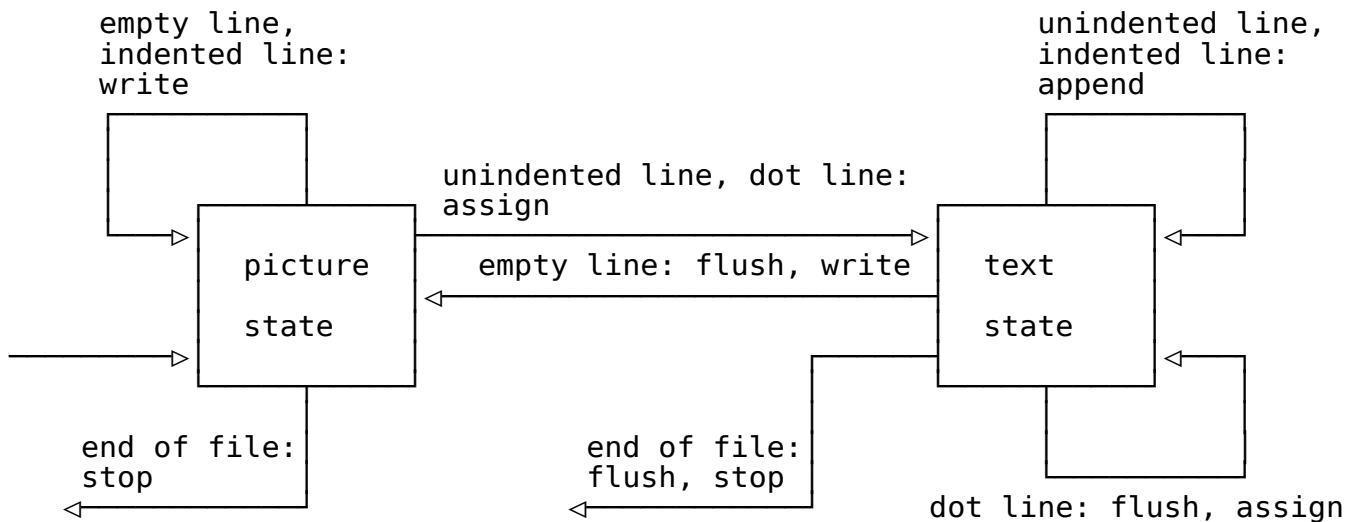 empty line,
indented line:
write
unindented line,
indented line:
append
unindented line, dot line:
assign
picture
state
empty line: flush, write
text
state
end of file:
stop
end of file:
flush, stop
dot line: flush, assign